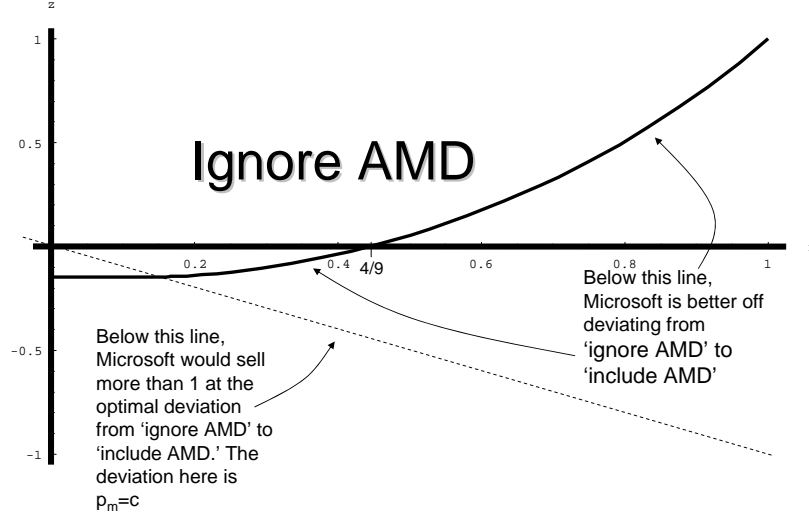 z
1
0.5
Ignore AMD
0.2
0.4
4/9
0.6
0.8
1
Below this line,
Microsoft is better off
deviating from
‘ignore AMD’ to
‘include AMD’
-0.5
Below this line,
Microsoft would sell
more than 1 at the
optimal deviation
from ‘ignore AMD’ to
‘include AMD.’ The
deviation here is
pm=c
-1